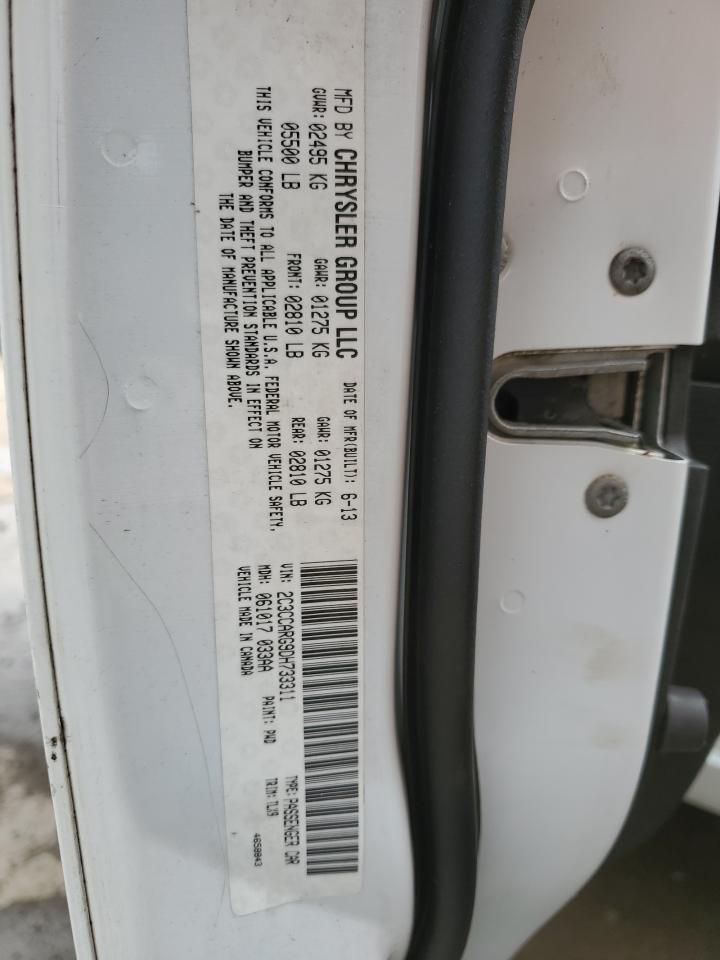 MFD BY CHRYSLER GROUP LLC DATE OF MFR(BUILT): 6-13
GVWR: 02495 KG GAWR: 01275 KG GAWR: 01275 KG
05500 LB FRONT: 02810 LB REAR: 02810 LB
THIS VEHICLE CONFORMS TO ALL APPLICABLE U.S.A. FEDERAL MOTOR VEHICLE SAFETY,
BUMPER AND THEFT PREVENTION STANDARDS IN EFFECT ON
THE DATE OF MANUFACTURE SHOWN ABOVE.
VIN: 2C3CCARG9DH733311 TYPE: PASSENGER CAR
MDH: 061017 033AA PAINT: PWD TRIM: TLX9
VEHICLE MADE IN CANADA 4658843